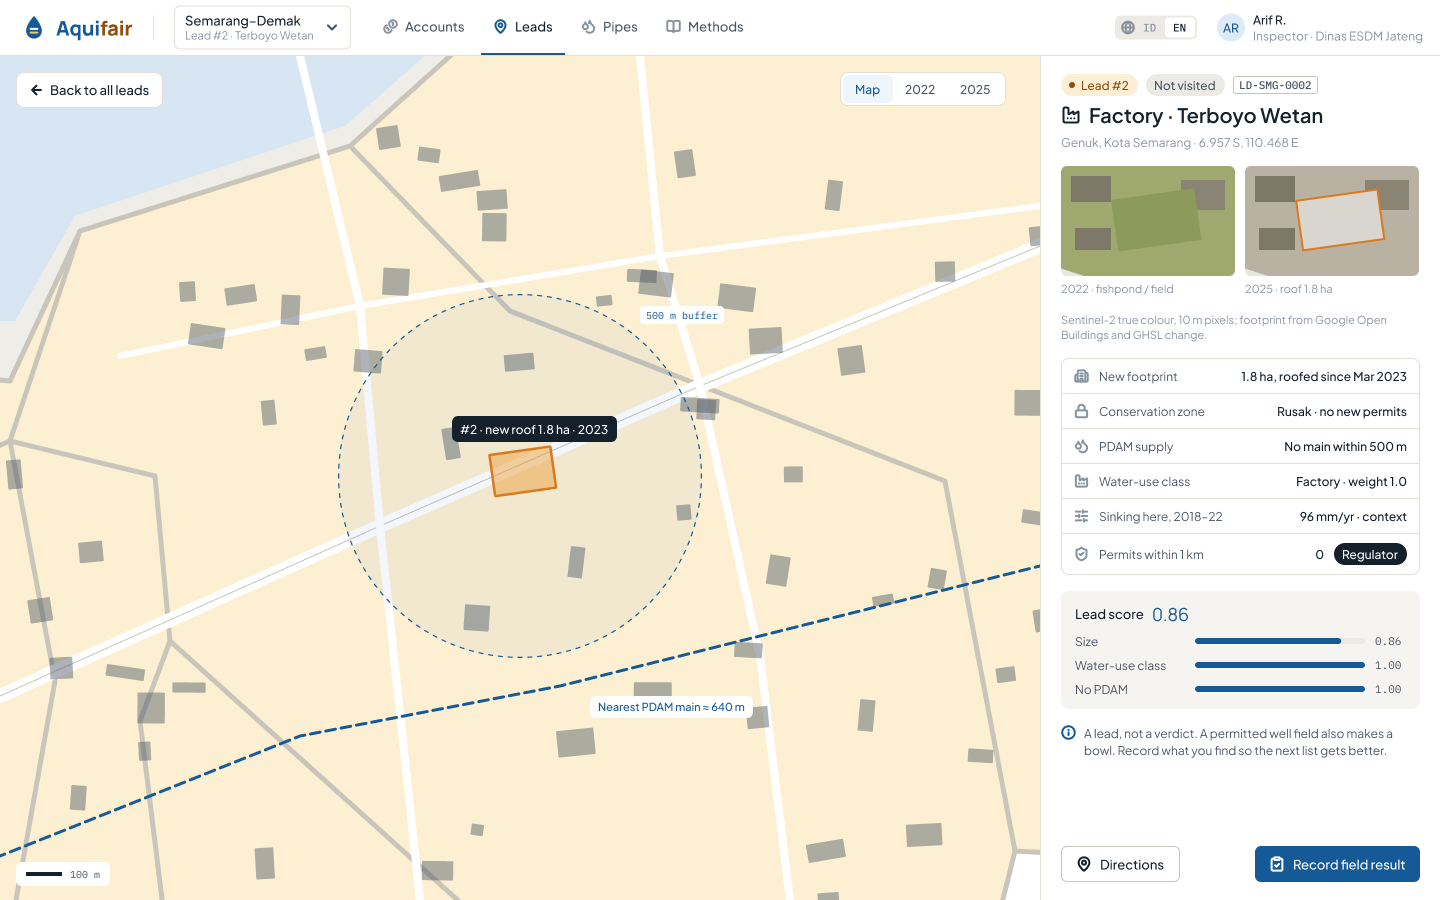 Aquifair
Semarang–Demak
Lead #2 · Terboyo Wetan
Accounts
Leads
Pipes
Methods
ID
EN
AR
Arif R.
Inspector · Dinas ESDM Jateng
Back to all leads
Map
2022
2025
500 m buffer
#2 · new roof 1.8 ha · 2023
Nearest PDAM main ≈ 640 m
100 m
Lead #2
Not visited
LD-SMG-0002
Factory · Terboyo Wetan
Genuk, Kota Semarang · 6.957 S, 110.468 E
2022 · fishpond / field
2025 · roof 1.8 ha
Sentinel-2 true colour, 10 m pixels; footprint from Google Open
Buildings and GHSL change.
New footprint
1.8 ha, roofed since Mar 2023
Conservation zone
Rusak · no new permits
PDAM supply
No main within 500 m
Water-use class
Factory · weight 1.0
Sinking here, 2018–22
96 mm/yr · context
Permits within 1 km
0
Regulator
Lead score 0.86
Size
0.86
Water-use class
1.00
No PDAM
1.00
A lead, not a verdict. A permitted well field also makes a
bowl. Record what you find so the next list gets better.
Directions
Record field result